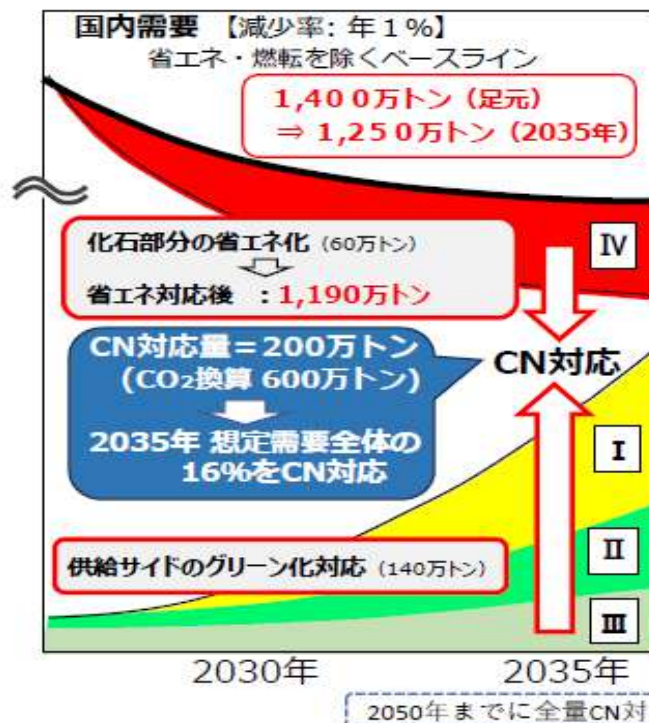 国内需要 【減少率: 年1%】
省エネ・燃転を除くベースライン
1,400万トン (足元)
⇒ 1,250万トン (2035年)
Ⅳ
化石部分の省エネ化 (60万トン)
省エネ対応後 : 1,190万トン
CN対応量=200万トン
(CO₂換算 600万トン)
2035年 想定需要全体の
16%をCN対応
CN対応
Ⅰ
Ⅱ
供給サイドのグリーン化対応 (140万トン)
Ⅲ
2030年 2035年
2050年までに全量CN対